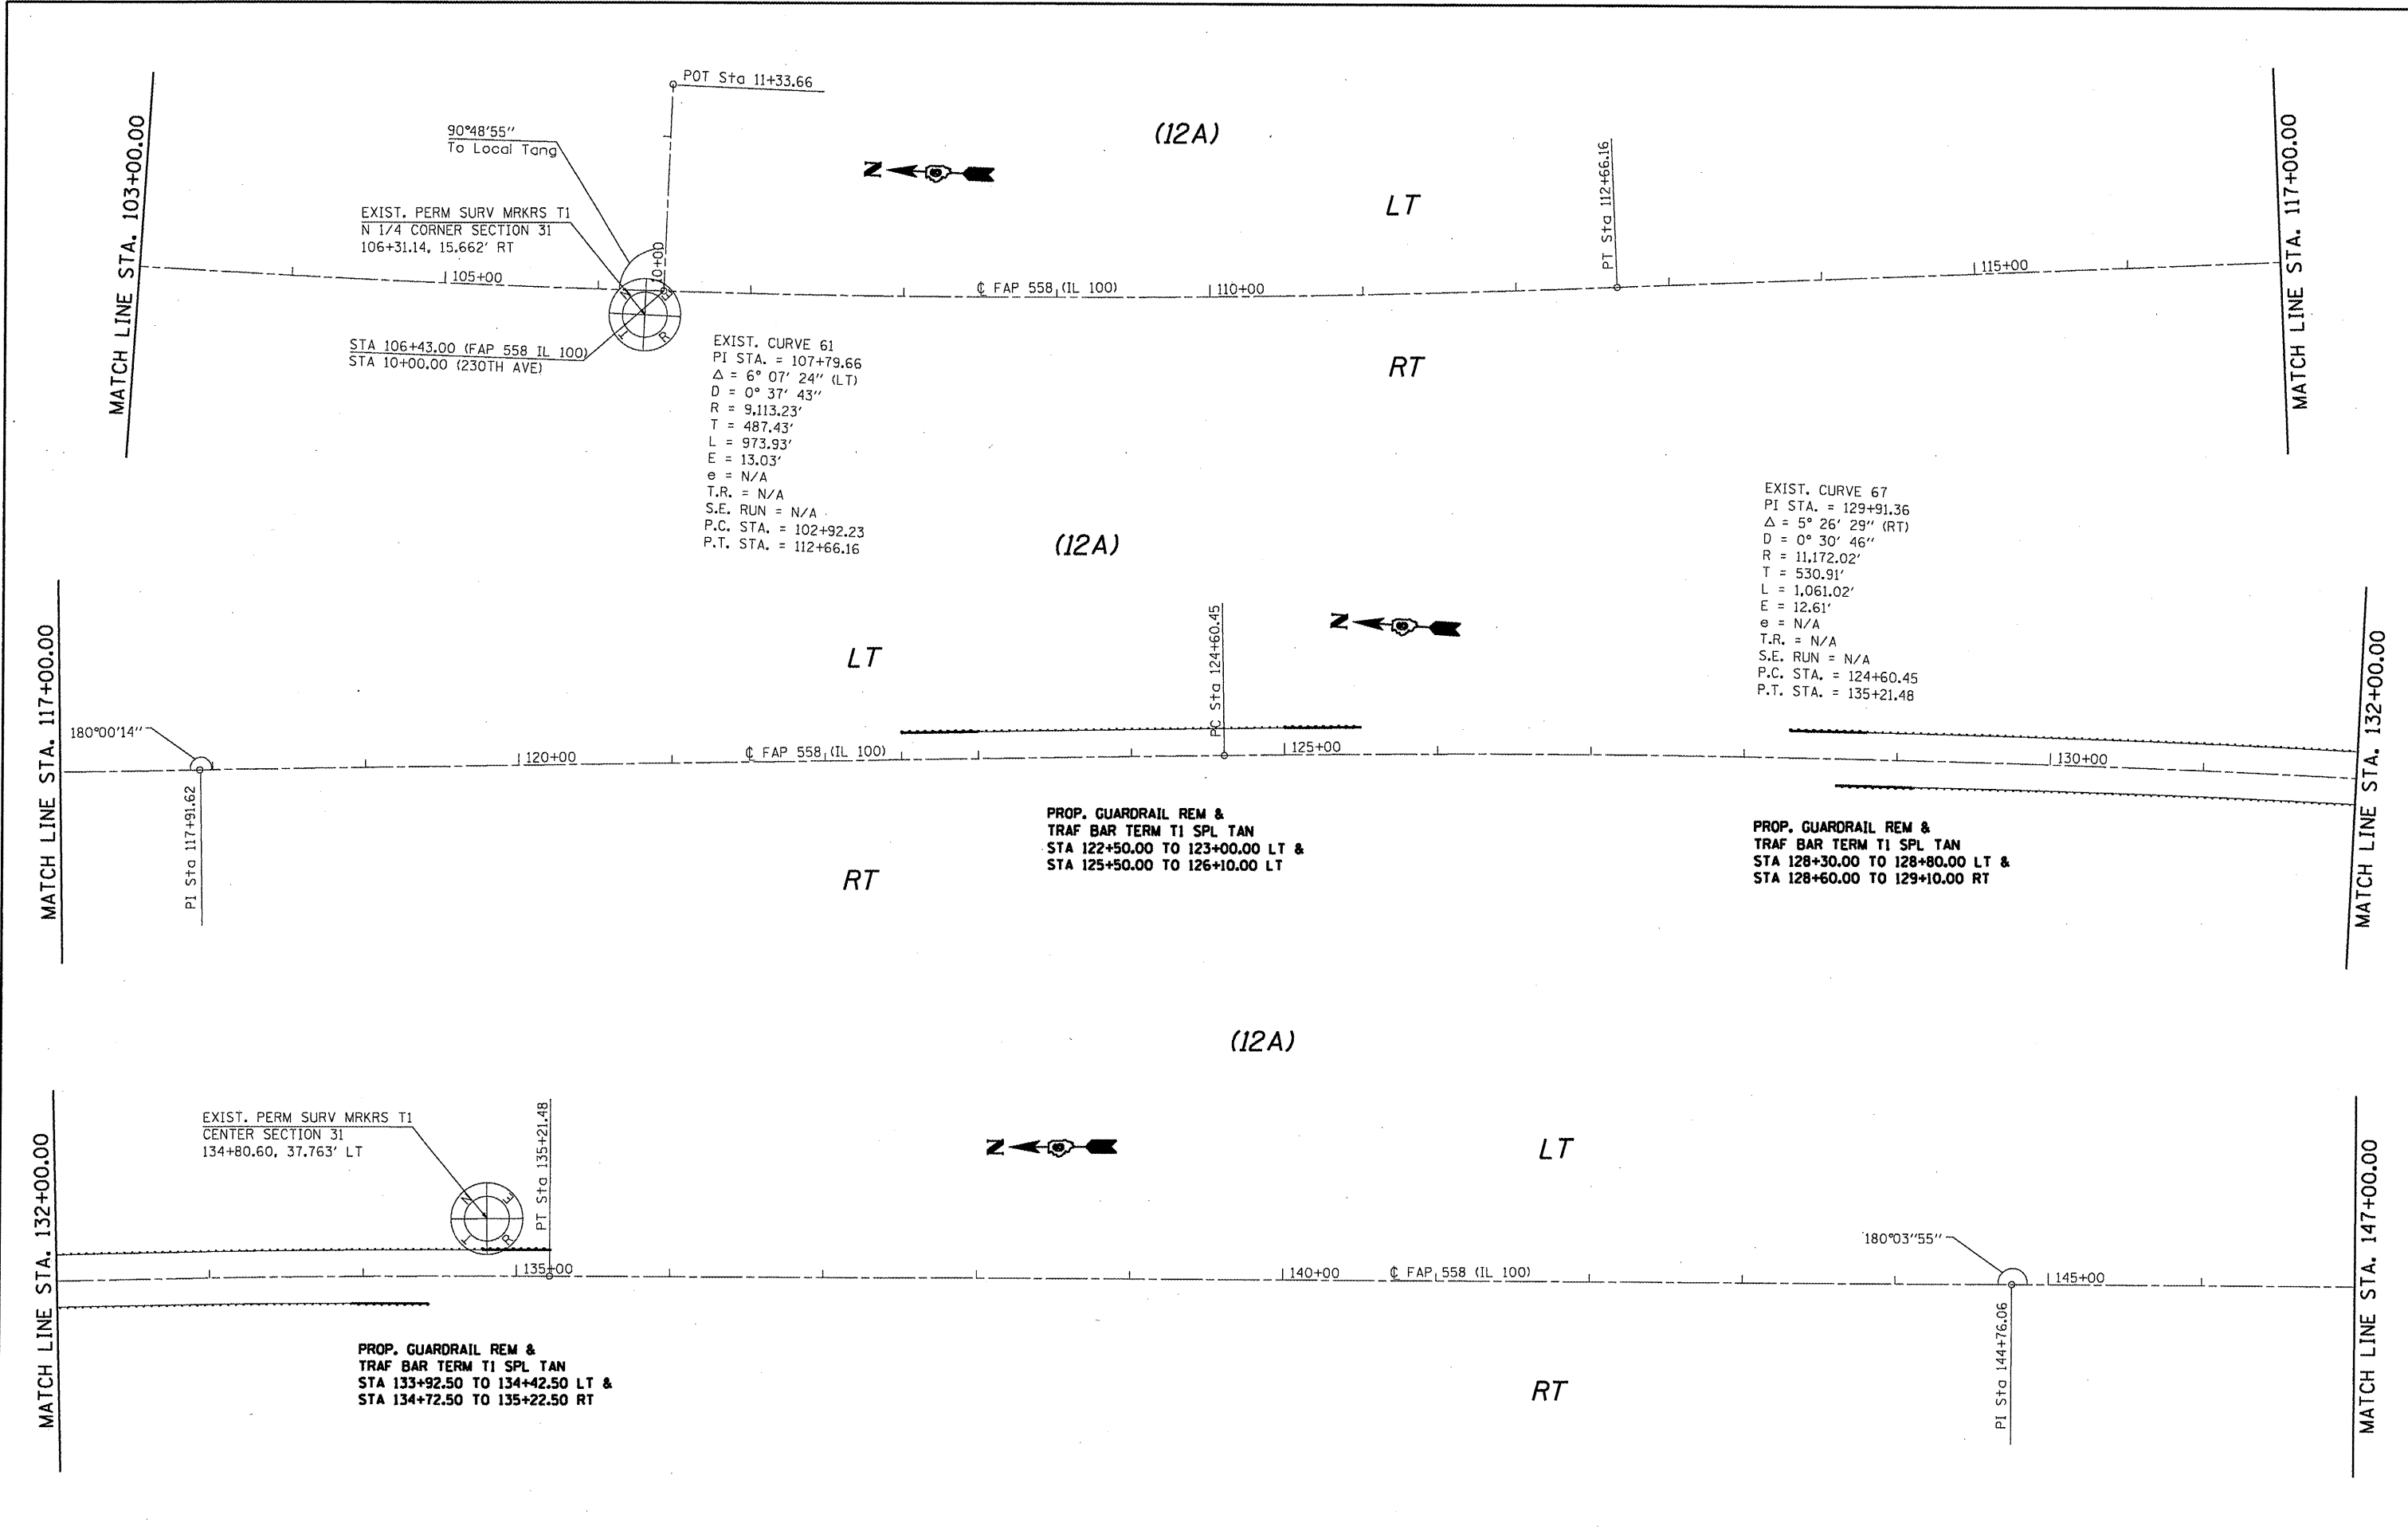 MATCH LINE STA. 103+00.00
POT Sta 11+33.66
90°48'55"
To Local Tang
EXIST. PERM SURV MRKRS T1
N 1/4 CORNER SECTION 31
106+31.14, 15.662' RT
STA 106+43.00 (FAP 558 IL 100)
STA 10+00.00 (230TH AVE)
(12A)
N
LT
RT
105+00
10+00
℄ FAP 558 (IL 100)
110+00
PT Sta 112+66.16
115+00
MATCH LINE STA. 117+00.00
EXIST. CURVE 61
PI STA. = 107+79.66
Δ = 6° 07' 24" (LT)
D = 0° 37' 43"
R = 9,113.23'
T = 487.43'
L = 973.93'
E = 13.03'
e = N/A
T.R. = N/A
S.E. RUN = N/A
P.C. STA. = 102+92.23
P.T. STA. = 112+66.16
MATCH LINE STA. 117+00.00
(12A)
N
LT
RT
180°00'14"
PI Sta 117+91.62
120+00
℄ FAP 558 (IL 100)
PC Sta 124+60.45
125+00
130+00
EXIST. CURVE 67
PI STA. = 129+91.36
Δ = 5° 26' 29" (RT)
D = 0° 30' 46"
R = 11,172.02'
T = 530.91'
L = 1,061.02'
E = 12.61'
e = N/A
T.R. = N/A
S.E. RUN = N/A
P.C. STA. = 124+60.45
P.T. STA. = 135+21.48
PROP. GUARDRAIL REM &
TRAF BAR TERM T1 SPL TAN
STA 122+50.00 TO 123+00.00 LT &
STA 125+50.00 TO 126+10.00 LT
PROP. GUARDRAIL REM &
TRAF BAR TERM T1 SPL TAN
STA 128+30.00 TO 128+80.00 LT &
STA 128+60.00 TO 129+10.00 RT
MATCH LINE STA. 132+00.00
MATCH LINE STA. 132+00.00
(12A)
N
LT
RT
EXIST. PERM SURV MRKRS T1
CENTER SECTION 31
134+80.60, 37.763' LT
PT Sta 135+21.48
135+00
140+00
℄ FAP 558 (IL 100)
180°03"55"
145+00
PI Sta 144+76.06
PROP. GUARDRAIL REM &
TRAF BAR TERM T1 SPL TAN
STA 133+92.50 TO 134+42.50 LT &
STA 134+72.50 TO 135+22.50 RT
MATCH LINE STA. 147+00.00